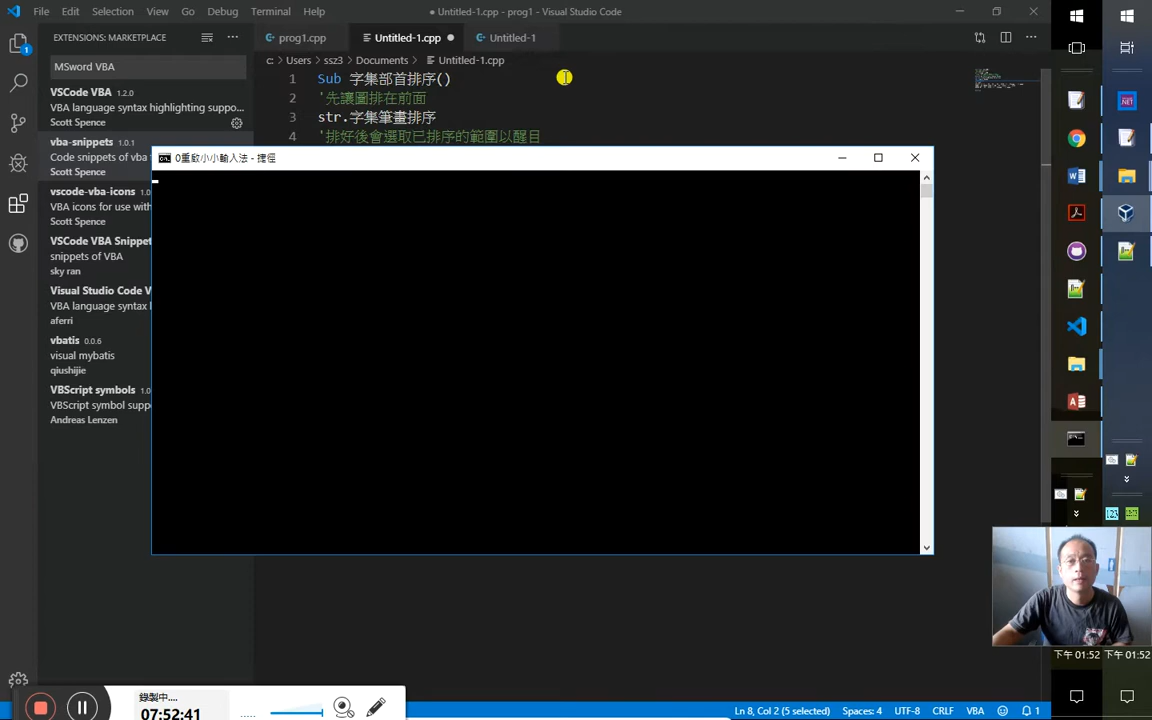 File Edit Selection View Go Debug Terminal Help
● Untitled-1.cpp - prog1 - Visual Studio Code
EXTENSIONS: MARKETPLACE
prog1.cpp
Untitled-1.cpp
Untitled-1
MSword VBA
c: > Users > ssz3 > Documents > Untitled-1.cpp
1 Sub 字集部首排序()
2 '先讓圖排在前面
3 str.字集筆畫排序
4 '排好後會選取已排序的範圍以醒目
VSCode VBA 1.0.1
VBA language syntax highlighting suppo...
Scott Spence
vba-snippets 1.0.1
Code snippets of vba
Scott Spence
vscode-vba-icons
VBA icons for use with
Scott Spence
VSCode VBA Snippet
snippets of VBA
sky ran
Visual Studio Code V
VBA language syntax
aferri
vbatis 0.0.6
visual mybatis
qiushijie
VBScript symbols
VBScript symbol supp
Andreas Lenzen
0重啟小小輸入法 - 捷徑
錄製中....
07:52:41
Ln 8, Col 2 (5 selected) Spaces: 4 UTF-8 CRLF VBA 1
下午 01:52 下午 01:52